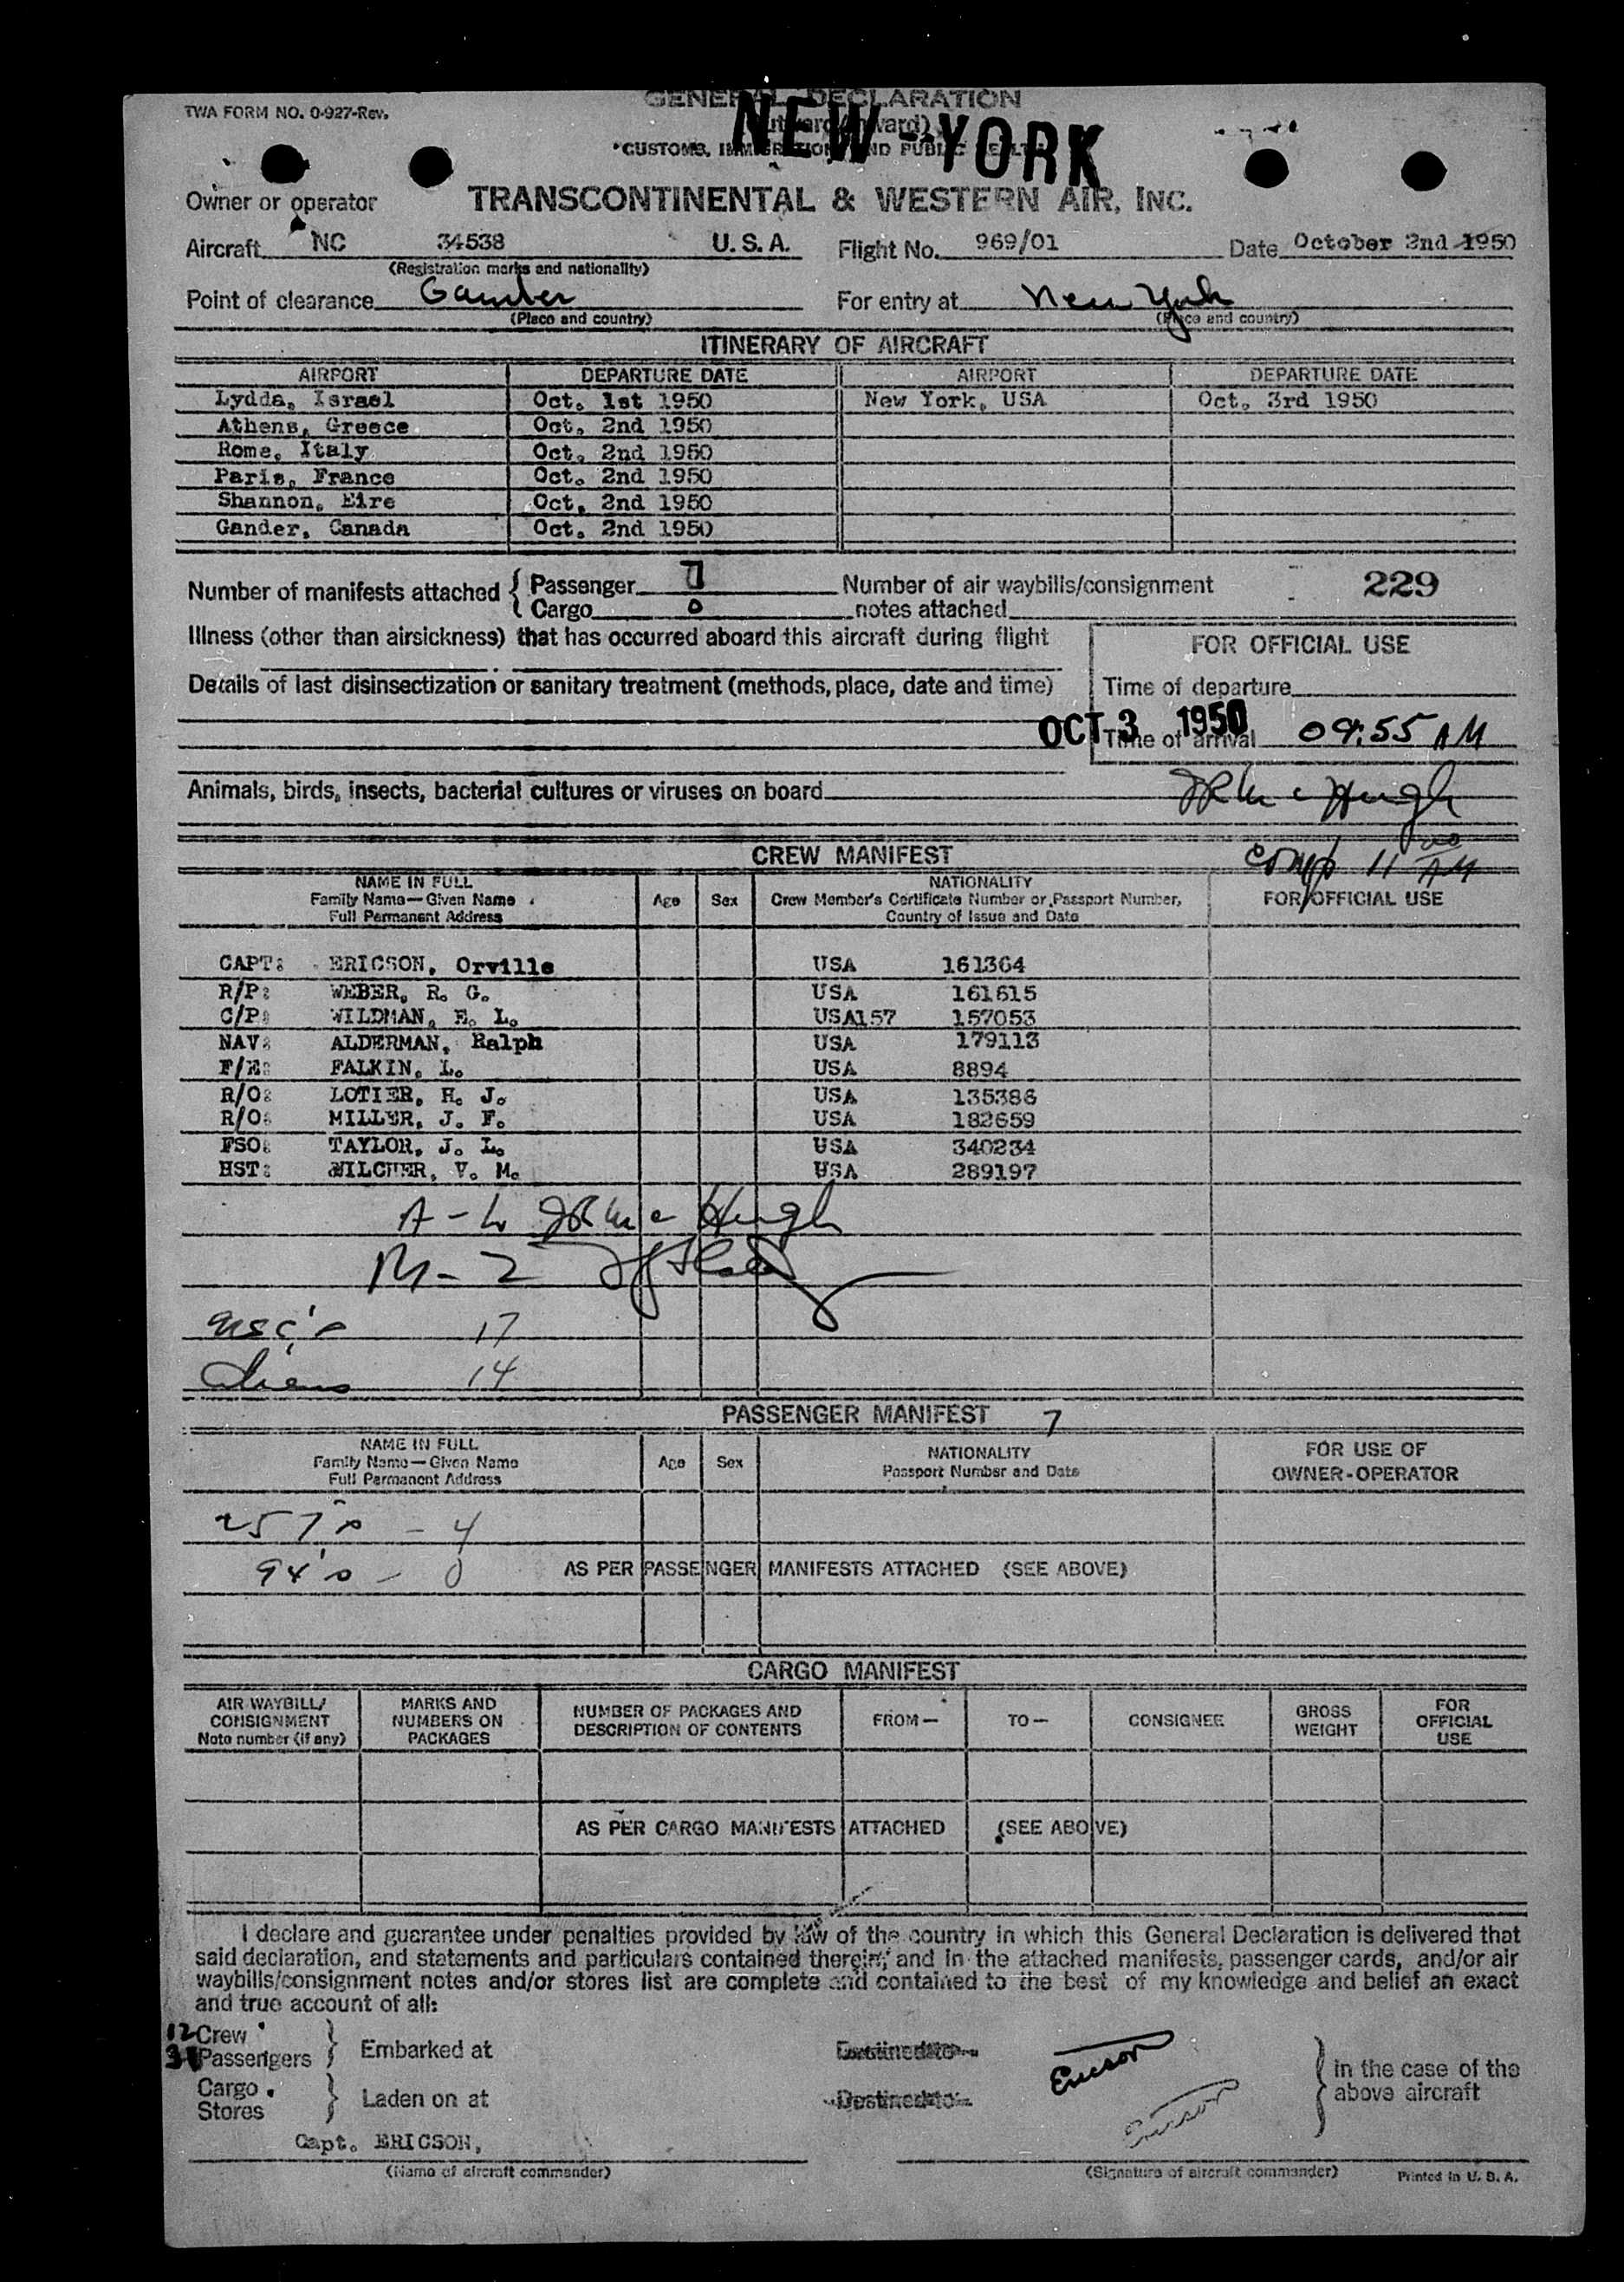 TWA FORM NO. 0-927-Rev.
GENERAL DECLARATION
NEW YORK
CUSTOMS, IMMIGRATION AND PUBLIC HEALTH
Owner or operator TRANSCONTINENTAL & WESTERN AIR, INC.
Aircraft NC 34538 U. S. A. Flight No. 969/01 Date October 2nd 1950
(Registration marks and nationality)
Point of clearance Gander For entry at New York
(Place and country) (Place and country)
ITINERARY OF AIRCRAFT
AIRPORT DEPARTURE DATE AIRPORT DEPARTURE DATE
Lydda, Israel Oct. 1st 1950 New York, USA Oct. 3rd 1950
Athens, Greece Oct. 2nd 1950
Rome, Italy Oct. 2nd 1950
Paris, France Oct. 2nd 1950
Shannon, Eire Oct. 2nd 1950
Gander, Canada Oct. 2nd 1950
Number of manifests attached { Passenger 7 Number of air waybills/consignment 229
Cargo 0 notes attached
Illness (other than airsickness) that has occurred aboard this aircraft during flight
FOR OFFICIAL USE
Details of last disinsectization or sanitary treatment (methods, place, date and time)
Time of departure
OCT 3 1950
Time of arrival 09:55 AM
Animals, birds, insects, bacterial cultures or viruses on board
CREW MANIFEST
Comp 11 00 AM
NAME IN FULL
Family Name—Given Name
Full Permanent Address
Age Sex
NATIONALITY
Crew Member's Certificate Number or Passport Number,
Country of Issue and Date
FOR OFFICIAL USE
CAPT: ERICSON, Orville USA 161364
R/P: WEBER, R. G. USA 161615
C/P: WILDMAN, E. L. USA157 157053
NAV: ALDERMAN, Ralph USA 179113
F/E: FALKIN, L. USA 8894
R/O: LOTIER, H. J. USA 135386
R/O: MILLER, J. F. USA 182659
FSO: TAYLOR, J. L. USA 340234
HST: WILCHER, V. M. USA 289197
M-2
USC's 17
Aliens 14
PASSENGER MANIFEST 7
NAME IN FULL
Family Name—Given Name
Full Permanent Address
Age Sex
NATIONALITY
Passport Number and Date
FOR USE OF
OWNER-OPERATOR
257's - 4
94's - 0
AS PER PASSENGER MANIFESTS ATTACHED (SEE ABOVE)
CARGO MANIFEST
AIR WAYBILL/
CONSIGNMENT
Note number (if any)
MARKS AND
NUMBERS ON
PACKAGES
NUMBER OF PACKAGES AND
DESCRIPTION OF CONTENTS
FROM— TO— CONSIGNEE
GROSS
WEIGHT
FOR
OFFICIAL
USE
AS PER CARGO MANIFESTS ATTACHED (SEE ABOVE)
I declare and guarantee under penalties provided by law of the country in which this General Declaration is delivered that
said declaration, and statements and particulars contained therein, and in the attached manifests, passenger cards, and/or air
waybills/consignment notes and/or stores list are complete and contained to the best of my knowledge and belief an exact
and true account of all:
12 Crew
31 Passengers } Embarked at Destined to Ericson
in the case of the
above aircraft
Cargo
Stores } Laden on at Destined to Ericson
Capt. ERICSON,
(Name of aircraft commander) (Signature of aircraft commander) Printed in U. S. A.